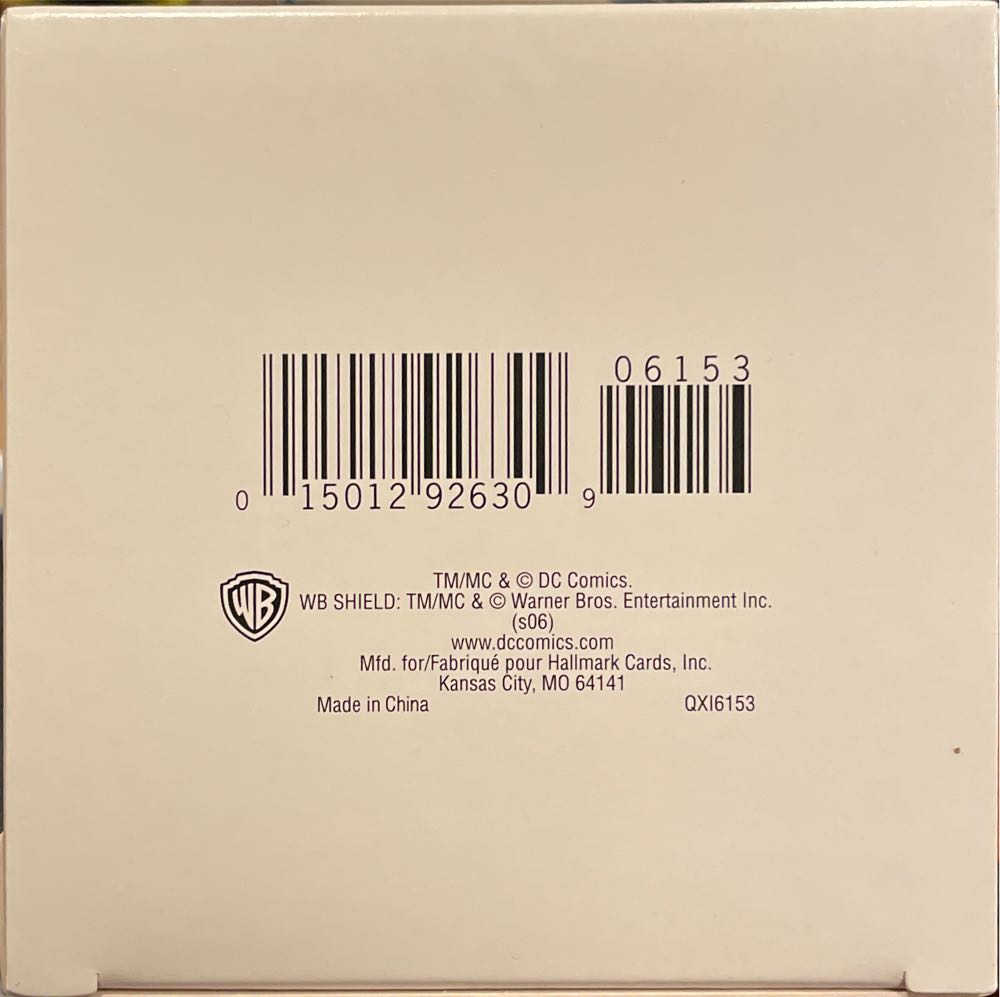 06153
0 15012 92630 9
WB
TM/MC & © DC Comics.
WB SHIELD: TM/MC & © Warner Bros. Entertainment Inc.
(s06)
www.dccomics.com
Mfd. for/Fabriqué pour Hallmark Cards, Inc.
Kansas City, MO 64141
Made in China QXI6153